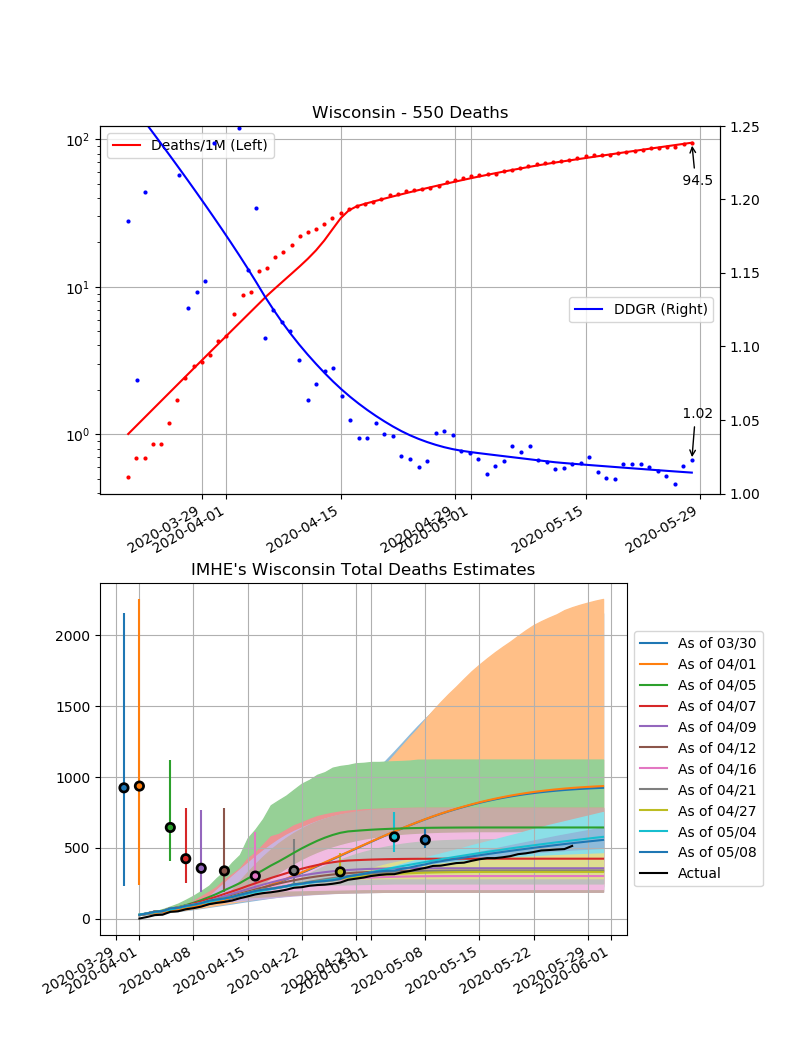 Wisconsin - 550 Deaths
10²
10¹
10⁰
Deaths/1M (Left)
DDGR (Right)
94.5
1.02
1.25
1.20
1.15
1.10
1.05
1.00
2020-03-29
2020-04-01
2020-04-15
2020-04-29
2020-05-01
2020-05-15
2020-05-29
IMHE's Wisconsin Total Deaths Estimates
2000
1500
1000
500
0
As of 03/30
As of 04/01
As of 04/05
As of 04/07
As of 04/09
As of 04/12
As of 04/16
As of 04/21
As of 04/27
As of 05/04
As of 05/08
Actual
2020-03-29
2020-04-01
2020-04-08
2020-04-15
2020-04-22
2020-04-29
2020-05-01
2020-05-08
2020-05-15
2020-05-22
2020-05-29
2020-06-01